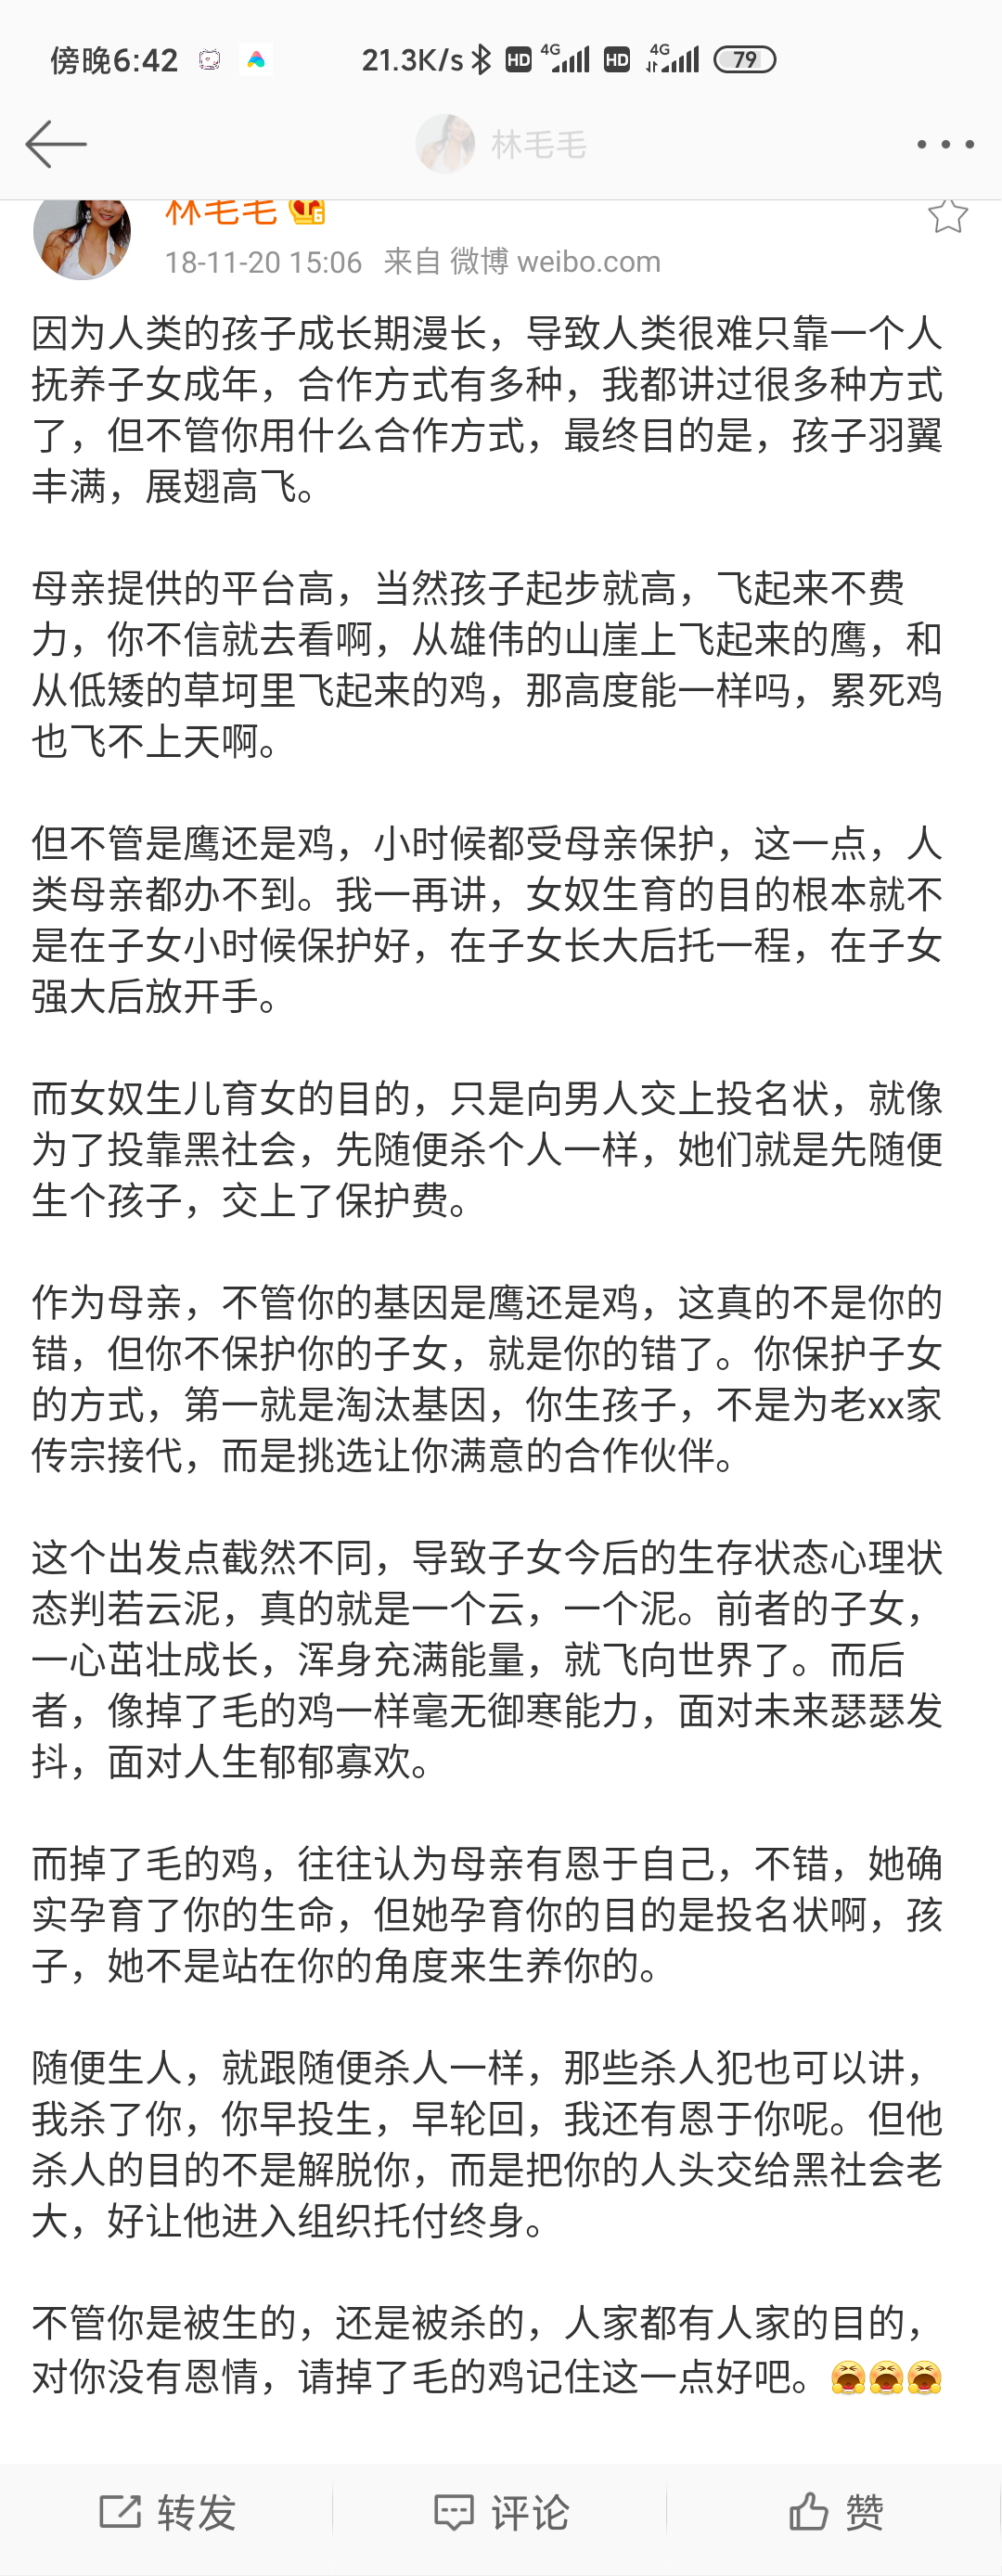 傍晚6:42 21.3K/s HD 4G HD 4G 79
林毛毛
林毛毛 6
18-11-20 15:06 来自 微博 weibo.com
因为人类的孩子成长期漫长，导致人类很难只靠一个人
抚养子女成年，合作方式有多种，我都讲过很多种方式
了，但不管你用什么合作方式，最终目的是，孩子羽翼
丰满，展翅高飞。
母亲提供的平台高，当然孩子起步就高，飞起来不费
力，你不信就去看啊，从雄伟的山崖上飞起来的鹰，和
从低矮的草坷里飞起来的鸡，那高度能一样吗，累死鸡
也飞不上天啊。
但不管是鹰还是鸡，小时候都受母亲保护，这一点，人
类母亲都办不到。我一再讲，女奴生育的目的根本就不
是在子女小时候保护好，在子女长大后托一程，在子女
强大后放开手。
而女奴生儿育女的目的，只是向男人交上投名状，就像
为了投靠黑社会，先随便杀个人一样，她们就是先随便
生个孩子，交上了保护费。
作为母亲，不管你的基因是鹰还是鸡，这真的不是你的
错，但你不保护你的子女，就是你的错了。你保护子女
的方式，第一就是淘汰基因，你生孩子，不是为老xx家
传宗接代，而是挑选让你满意的合作伙伴。
这个出发点截然不同，导致子女今后的生存状态心理状
态判若云泥，真的就是一个云，一个泥。前者的子女，
一心茁壮成长，浑身充满能量，就飞向世界了。而后
者，像掉了毛的鸡一样毫无御寒能力，面对未来瑟瑟发
抖，面对人生郁郁寡欢。
而掉了毛的鸡，往往认为母亲有恩于自己，不错，她确
实孕育了你的生命，但她孕育你的目的是投名状啊，孩
子，她不是站在你的角度来生养你的。
随便生人，就跟随便杀人一样，那些杀人犯也可以讲，
我杀了你，你早投生，早轮回，我还有恩于你呢。但他
杀人的目的不是解脱你，而是把你的人头交给黑社会老
大，好让他进入组织托付终身。
不管你是被生的，还是被杀的，人家都有人家的目的，
对你没有恩情，请掉了毛的鸡记住这一点好吧。
转发 评论 赞